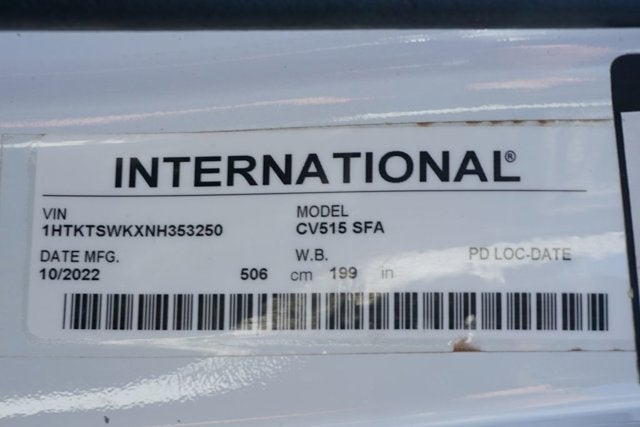 INTERNATIONAL®
VIN MODEL
1HTKTSWKXNH353250 CV515 SFA
DATE MFG. W.B. PD LOC-DATE
10/2022 506 cm 199 in